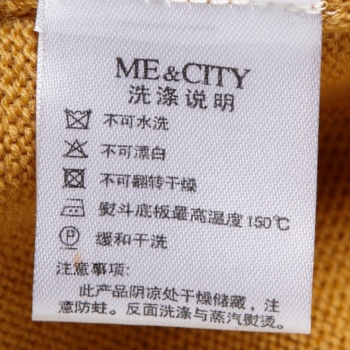 ME&CITY
洗涤说明
不可水洗
不可漂白
不可翻转干燥
熨斗底板最高温度150℃
P 缓和干洗
注意事项:
此产品阴凉处干燥储藏，注
意防蛀。反面洗涤与蒸汽熨烫。